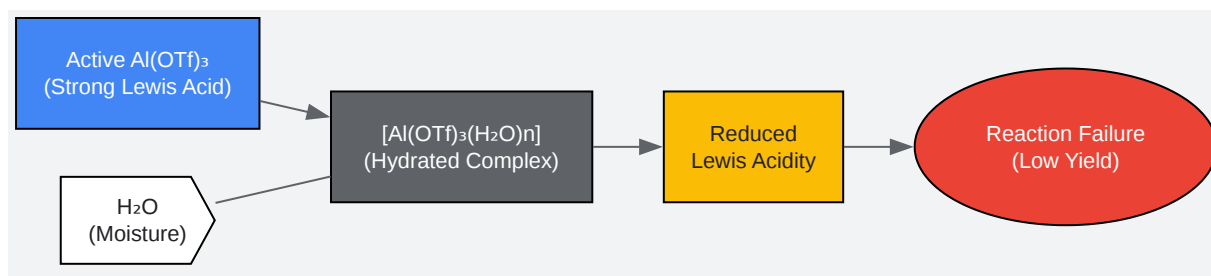 Active Al(OTf)₃
(Strong Lewis Acid)
H₂O
(Moisture)
[Al(OTf)₃(H₂O)n]
(Hydrated Complex)
Reduced
Lewis Acidity
Reaction Failure
(Low Yield)